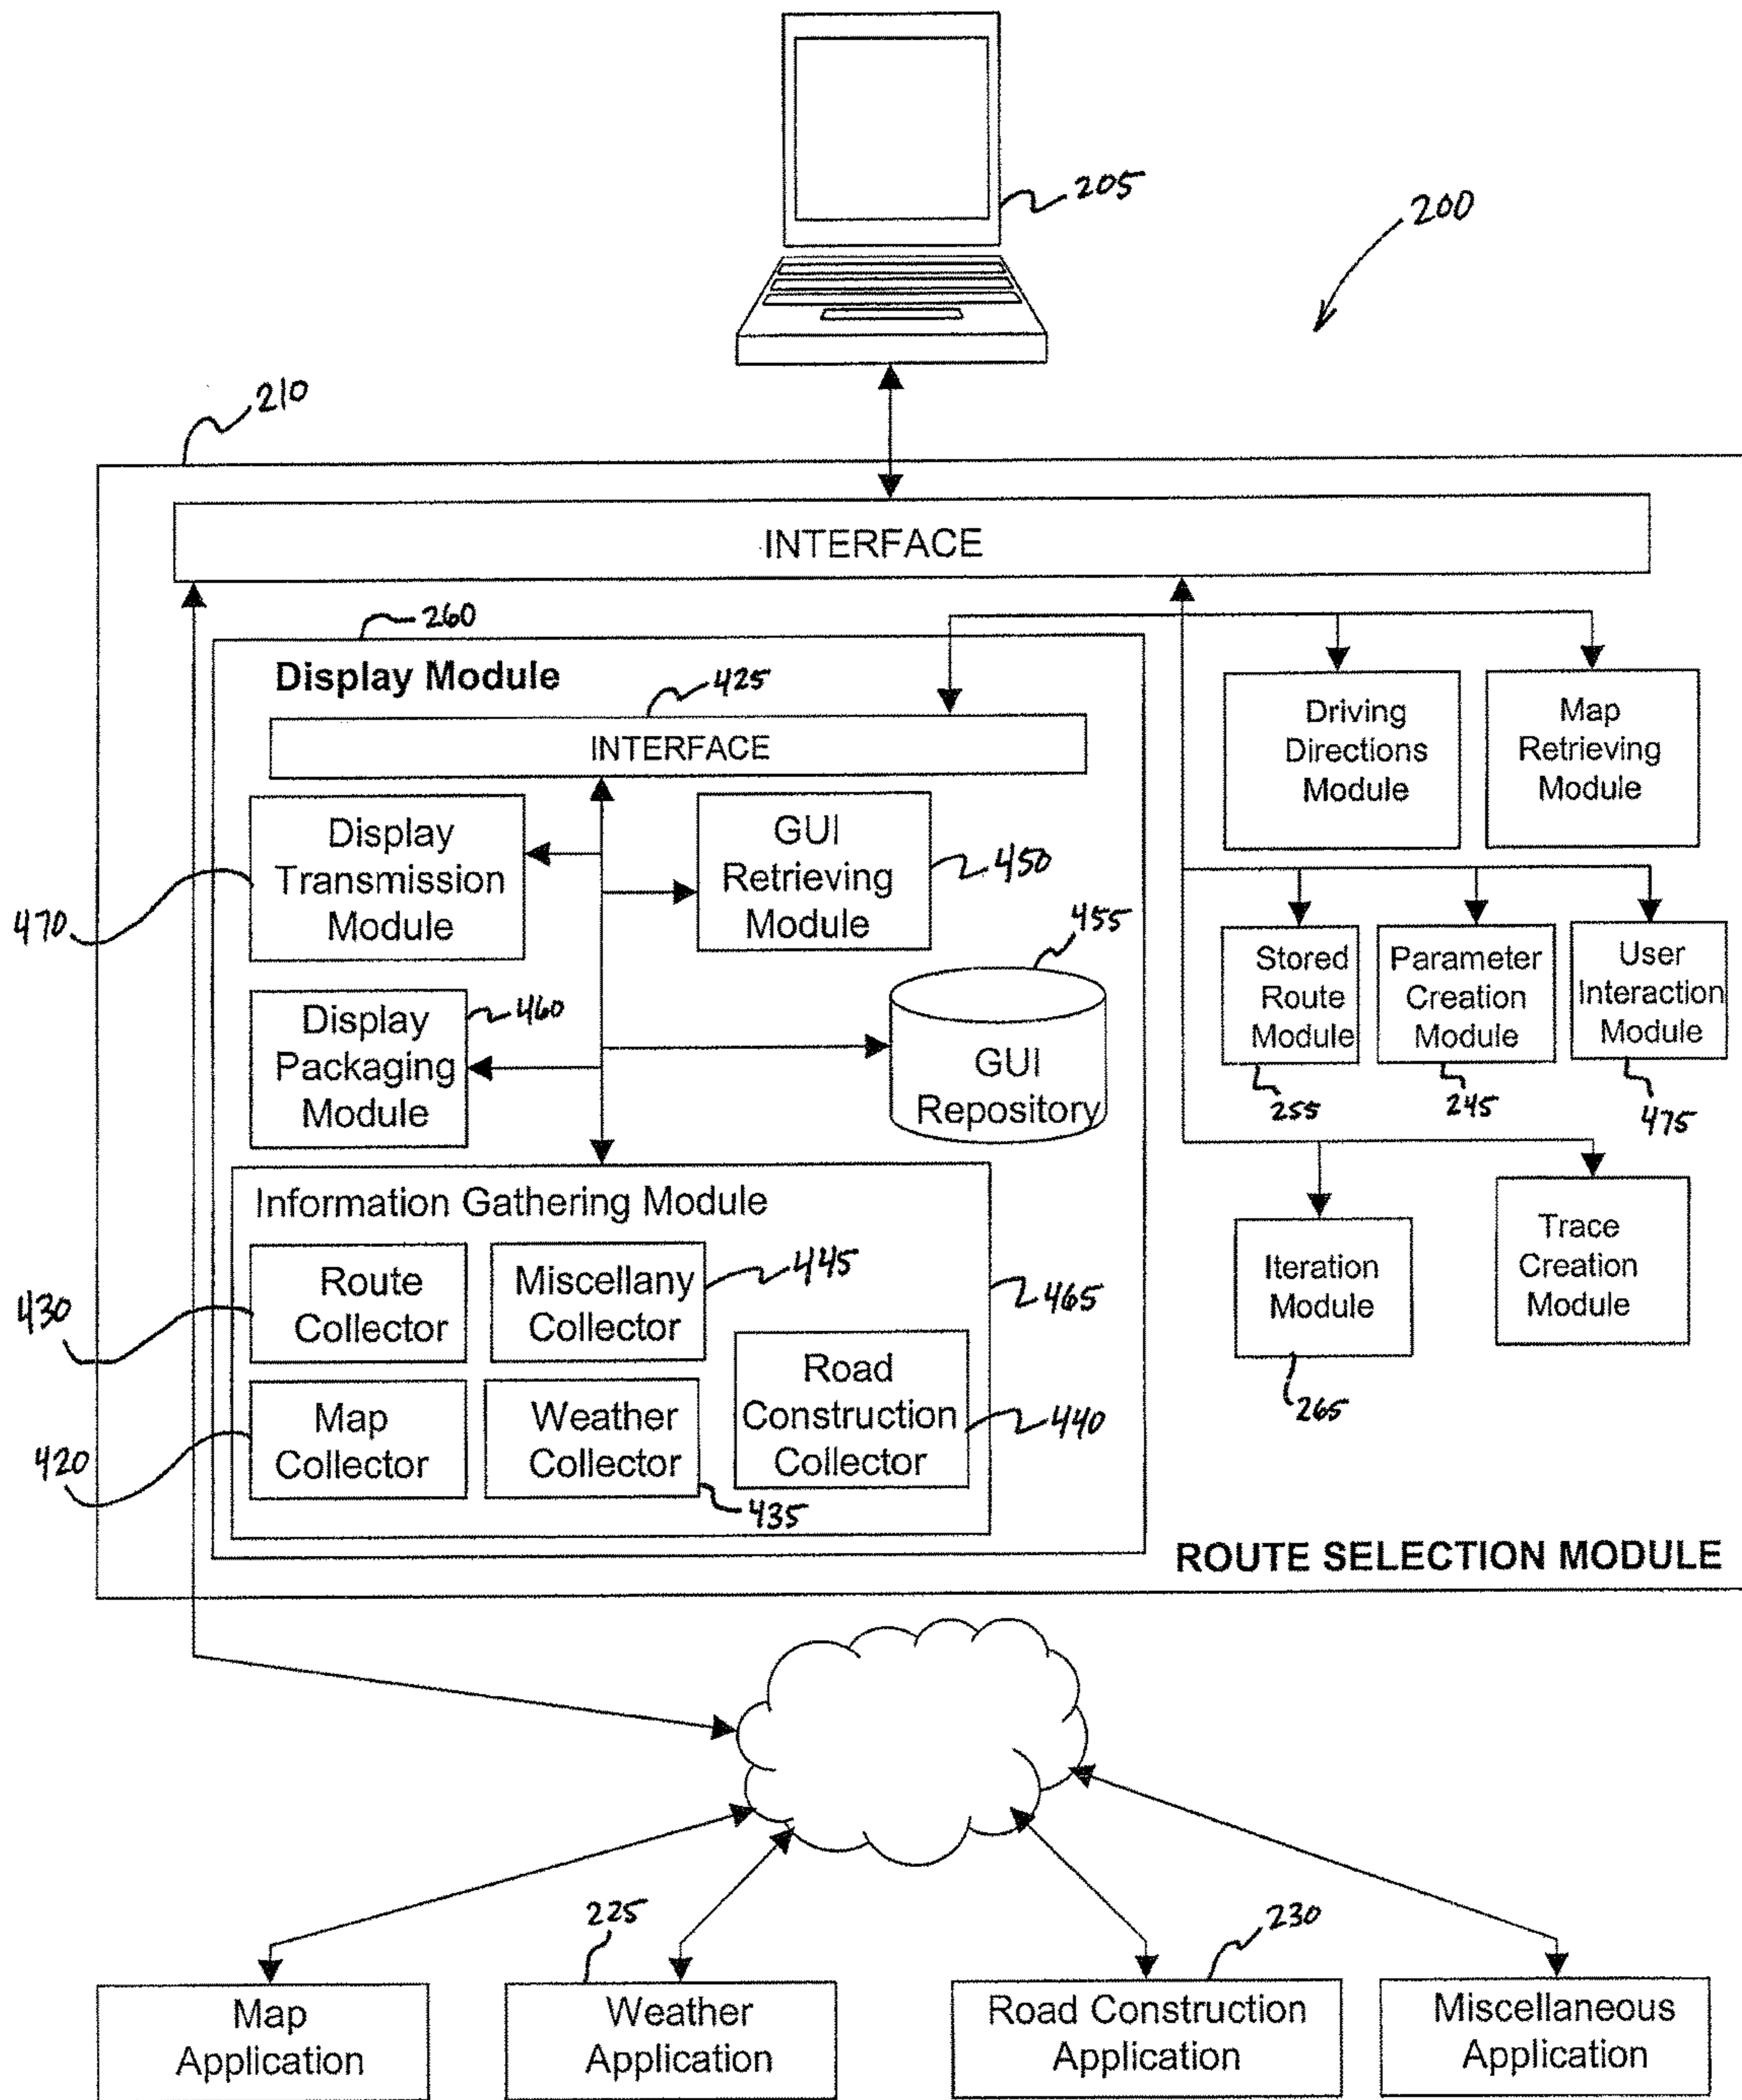 205
200
210
INTERFACE
260
Display Module
425
INTERFACE
Driving
Directions
Module
Map
Retrieving
Module
Display
Transmission
Module
470
GUI
Retrieving
Module
450
455
Stored
Route
Module
255
Parameter
Creation
Module
245
User
Interaction
Module
475
Display
Packaging
Module
460
GUI
Repository
Information Gathering Module
Route
Collector
430
Miscellany
Collector
445
465
Iteration
Module
265
Trace
Creation
Module
Map
Collector
420
Weather
Collector
435
Road
Construction
Collector
440
ROUTE SELECTION MODULE
225
230
Map
Application
Weather
Application
Road Construction
Application
Miscellaneous
Application